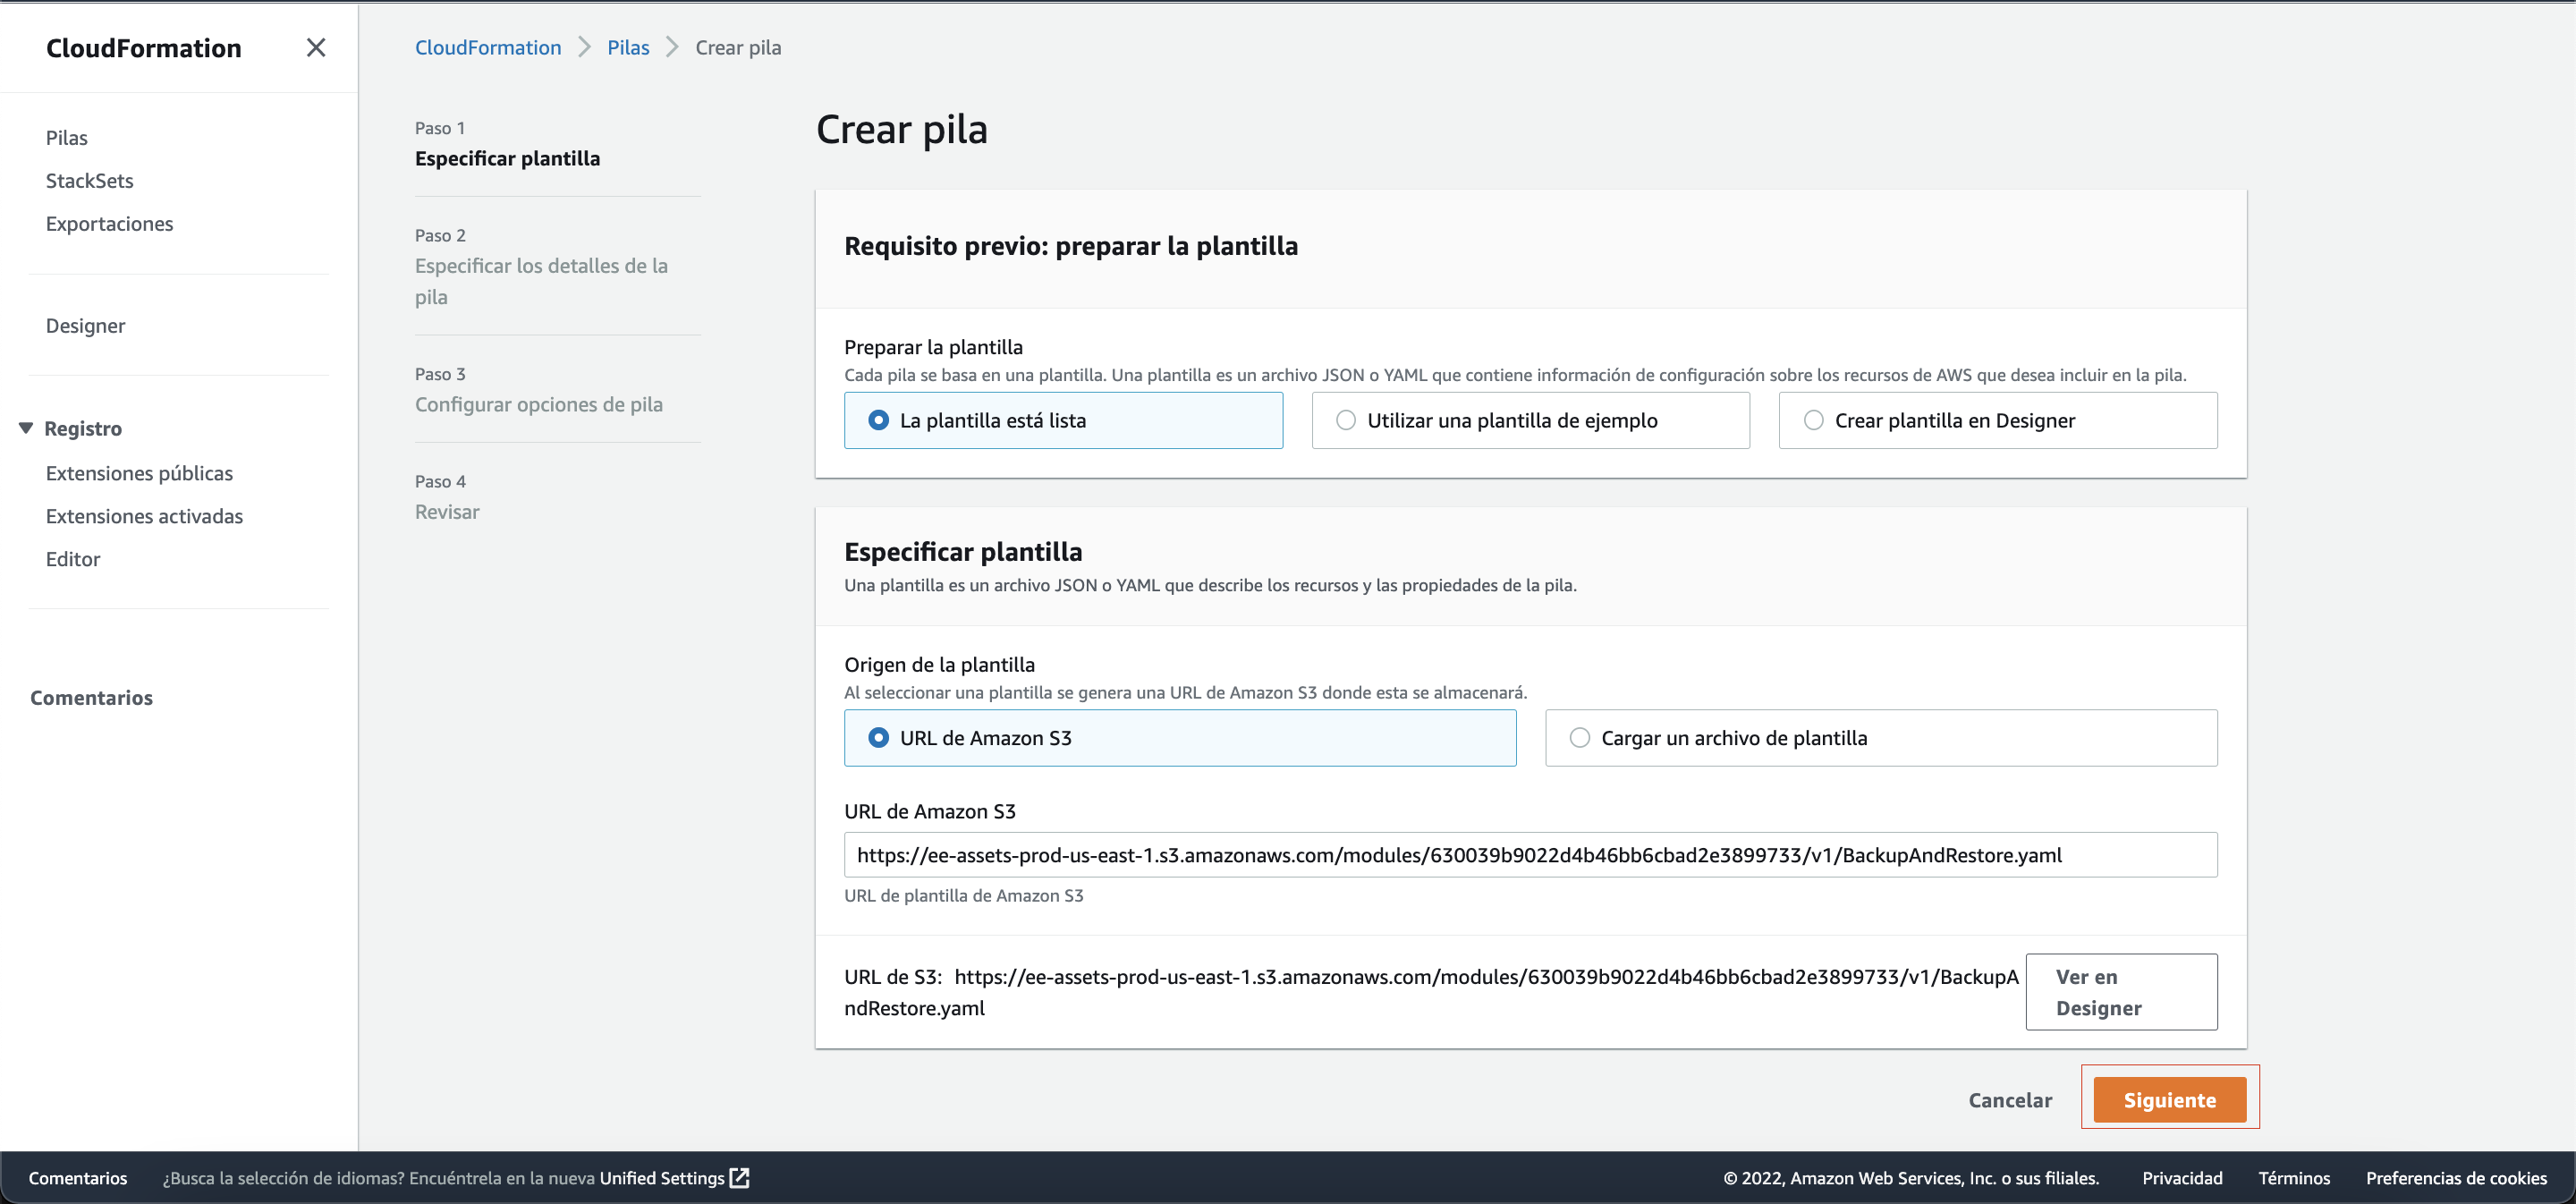 CloudFormation
Pilas
StackSets
Exportaciones
Designer
Registro
Extensiones públicas
Extensiones activadas
Editor
Comentarios
CloudFormation > Pilas > Crear pila
Paso 1
Especificar plantilla
Paso 2
Especificar los detalles de la
pila
Paso 3
Configurar opciones de pila
Paso 4
Revisar
Crear pila
Requisito previo: preparar la plantilla
Preparar la plantilla
Cada pila se basa en una plantilla. Una plantilla es un archivo JSON o YAML que contiene información de configuración sobre los recursos de AWS que desea incluir en la pila.
La plantilla está lista
Utilizar una plantilla de ejemplo
Crear plantilla en Designer
Especificar plantilla
Una plantilla es un archivo JSON o YAML que describe los recursos y las propiedades de la pila.
Origen de la plantilla
Al seleccionar una plantilla se genera una URL de Amazon S3 donde esta se almacenará.
URL de Amazon S3
Cargar un archivo de plantilla
URL de Amazon S3
https://ee-assets-prod-us-east-1.s3.amazonaws.com/modules/630039b9022d4b46bb6cbad2e3899733/v1/BackupAndRestore.yaml
URL de plantilla de Amazon S3
URL de S3: https://ee-assets-prod-us-east-1.s3.amazonaws.com/modules/630039b9022d4b46bb6cbad2e3899733/v1/BackupA
ndRestore.yaml
Ver en
Designer
Cancelar
Siguiente
Comentarios
¿Busca la selección de idiomas? Encuéntrela en la nueva Unified Settings
© 2022, Amazon Web Services, Inc. o sus filiales.
Privacidad
Términos
Preferencias de cookies